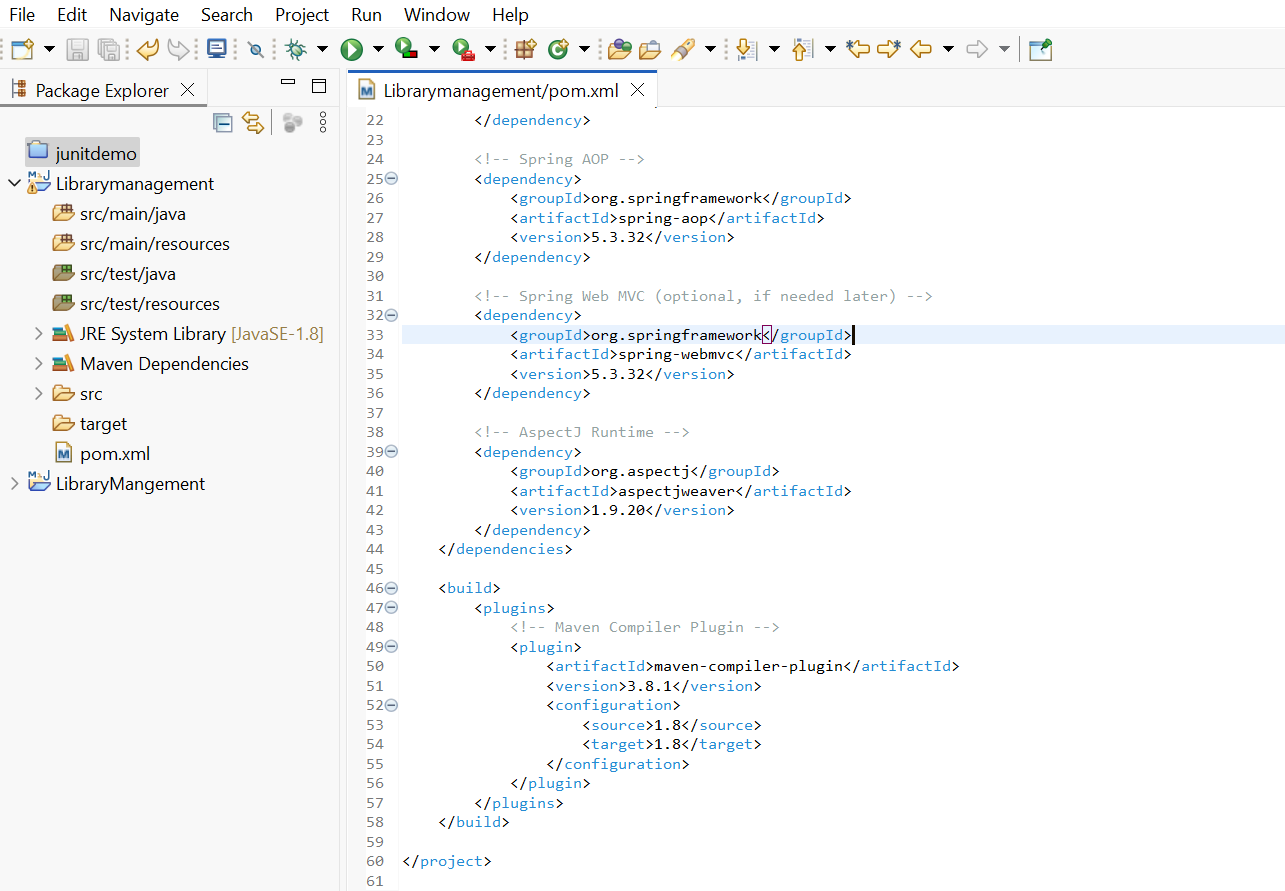 File Edit Navigate Search Project Run Window Help
Package Explorer
Librarymanagement/pom.xml
junitdemo
Librarymanagement
src/main/java
src/main/resources
src/test/java
src/test/resources
JRE System Library [JavaSE-1.8]
Maven Dependencies
src
target
pom.xml
LibraryMangement
22 </dependency>
23
24 <!-- Spring AOP -->
25 <dependency>
26 <groupId>org.springframework</groupId>
27 <artifactId>spring-aop</artifactId>
28 <version>5.3.32</version>
29 </dependency>
30
31 <!-- Spring Web MVC (optional, if needed later) -->
32 <dependency>
33 <groupId>org.springframework</groupId>
34 <artifactId>spring-webmvc</artifactId>
35 <version>5.3.32</version>
36 </dependency>
37
38 <!-- AspectJ Runtime -->
39 <dependency>
40 <groupId>org.aspectj</groupId>
41 <artifactId>aspectjweaver</artifactId>
42 <version>1.9.20</version>
43 </dependency>
44 </dependencies>
45
46 <build>
47 <plugins>
48 <!-- Maven Compiler Plugin -->
49 <plugin>
50 <artifactId>maven-compiler-plugin</artifactId>
51 <version>3.8.1</version>
52 <configuration>
53 <source>1.8</source>
54 <target>1.8</target>
55 </configuration>
56 </plugin>
57 </plugins>
58 </build>
59
60 </project>
61